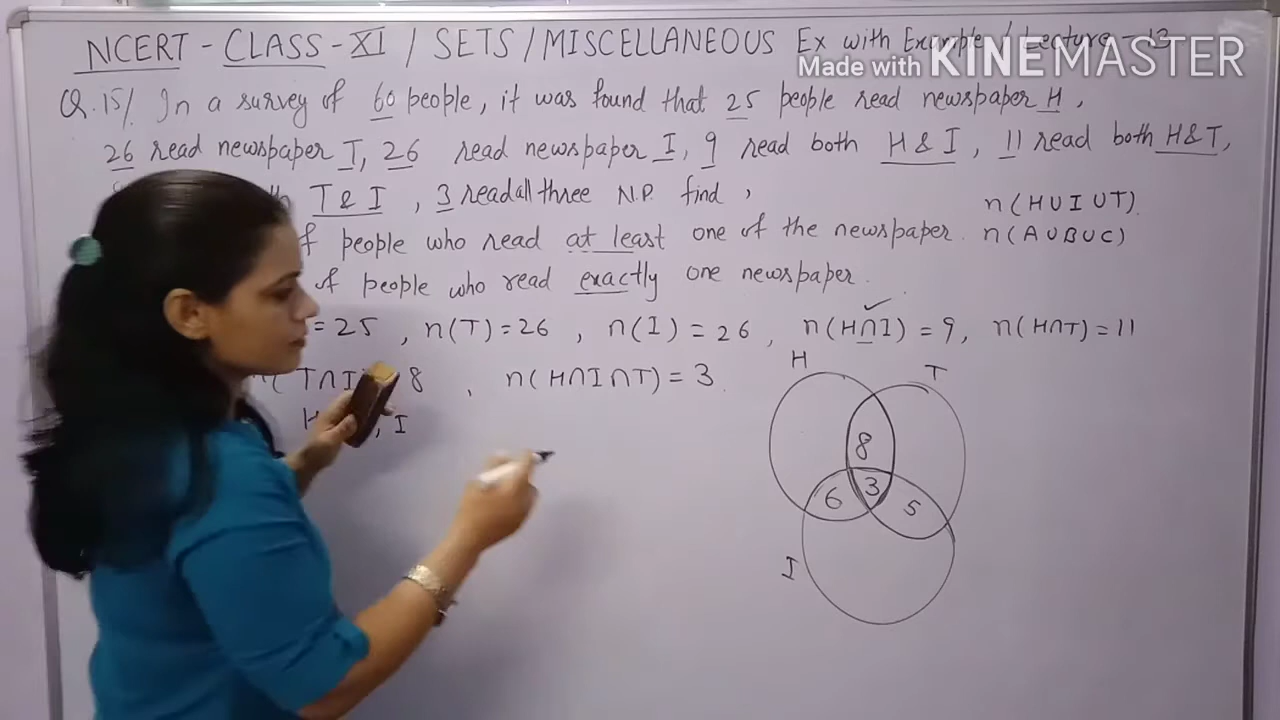 NCERT - CLASS - XI / SETS / MISCELLANEOUS Ex with Example / Lecture - 13
Made with KINEMASTER
Q.15/. In a survey of 60 people, it was found that 25 people read newspaper H,
26 read newspaper T, 26 read newspaper I, 9 read both H & I, 11 read both H & T,
T & I, 3 read all three N.P. find,
n(H∪I∪T).
people who read at least one of the newspaper. n(A∪B∪C)
of people who read exactly one newspaper.
= 25, n(T) = 26, n(I) = 26, n(H∩I) = 9, n(H∩T) = 11
T∩I 8, n(H∩I∩T) = 3.
H
T
, I
8
6 3 5
I